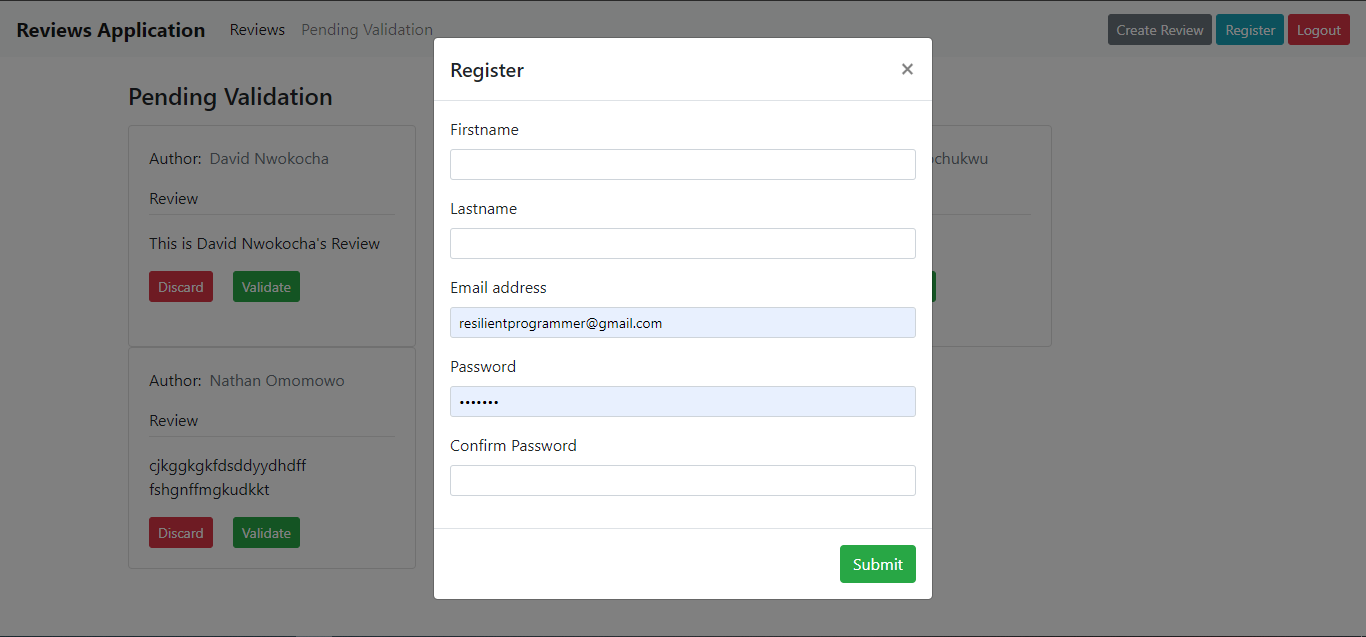 Reviews Application Reviews Pending Validation Create Review Register Logout
Pending Validation
Author: David Nwokocha
Review
This is David Nwokocha's Review
Discard Validate
Author: Nathan Omomowo
Review
cjkggkgkfdsddyydhdff
fshgnffmgkudkkt
Discard Validate
Register ×
Firstname
Lastname
Email address
resilientprogrammer@gmail.com
Password
•••••••
Confirm Password
Submit